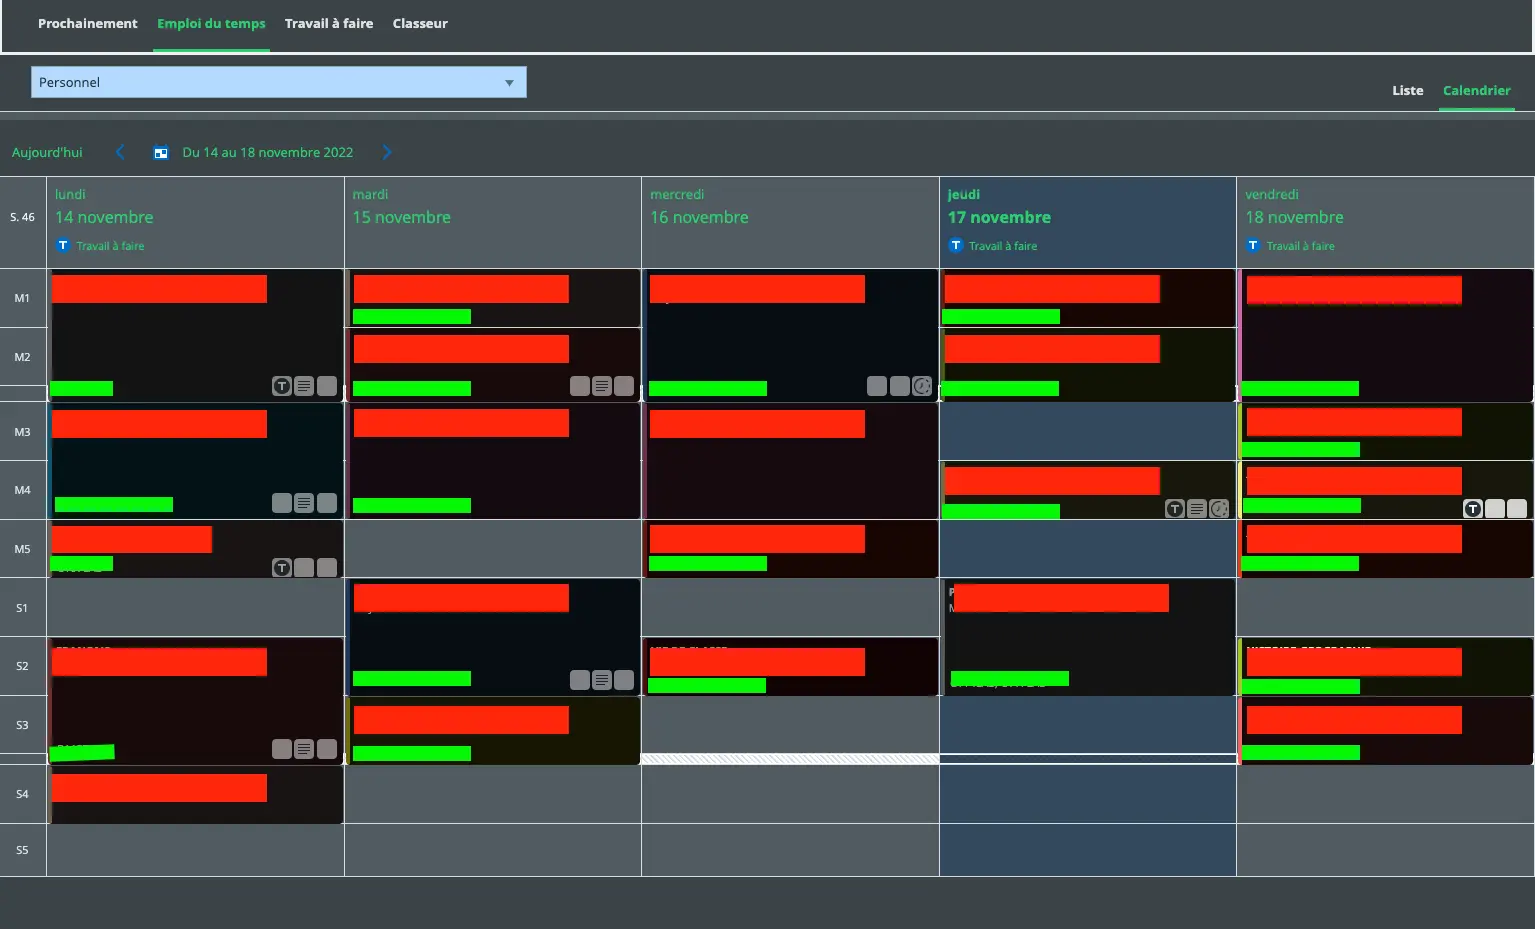 Prochainement Emploi du temps Travail à faire Classeur
Personnel
Liste Calendrier
Aujourd'hui Du 14 au 18 novembre 2022
S. 46
lundi
14 novembre
T Travail à faire
mardi
15 novembre
mercredi
16 novembre
jeudi
17 novembre
T Travail à faire
vendredi
18 novembre
T Travail à faire
M1
M2
T
M3
M4
T
T
M5
T
S1
S2
S3
S4
S5